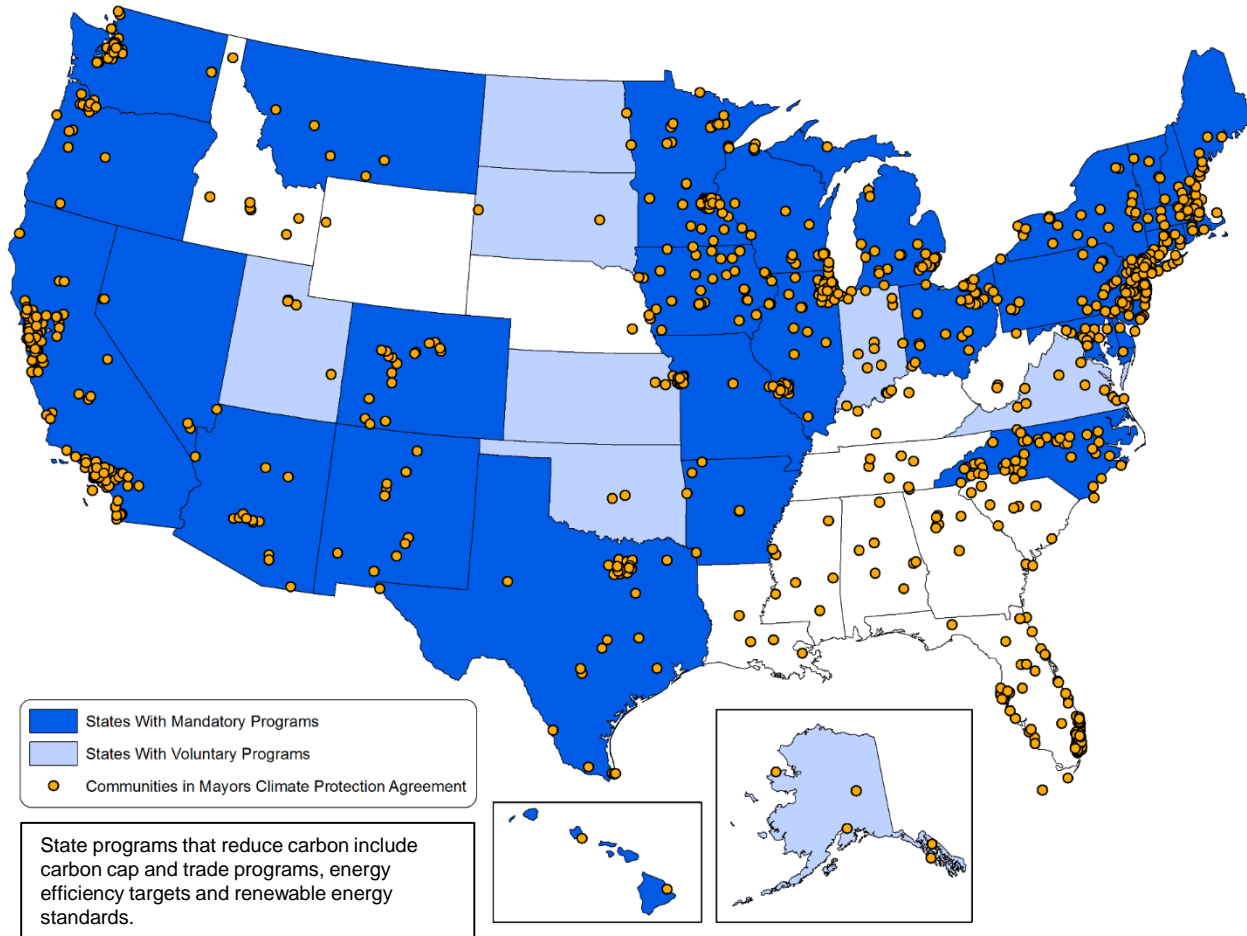 States With Mandatory Programs
States With Voluntary Programs
Communities in Mayors Climate Protection Agreement
State programs that reduce carbon include
carbon cap and trade programs, energy
efficiency targets and renewable energy
standards.